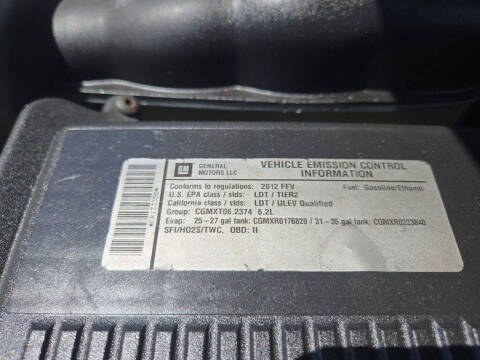 GM
GENERAL MOTORS LLC
VEHICLE EMISSION CONTROL INFORMATION
Conforms to regulations: 2012 FFV Fuel: Gasoline/Ethanol
U.S. EPA class / stds: LDT / TIER2
California class / stds: LDT / ULEV Qualified
Group: CGMXT06.2374 6.2L
Evap: 25-27 gal tank: CGMXR0176820 / 31-35 gal tank: CGMXR0223840
SFI/HO2S/TWC, OBD: II